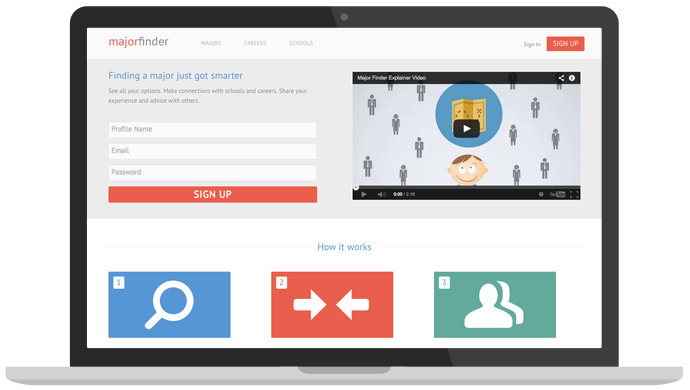 majorfinder
MAJORS CAREERS SCHOOLS
Sign In SIGN UP
Finding a major just got smarter
See all your options. Make connections with schools and careers. Share your
experience and advice with others.
Profile Name
Email
Password
SIGN UP
Major Finder Explainer Video
0:00 / 2:16
YouTube
How it works
1
2
3